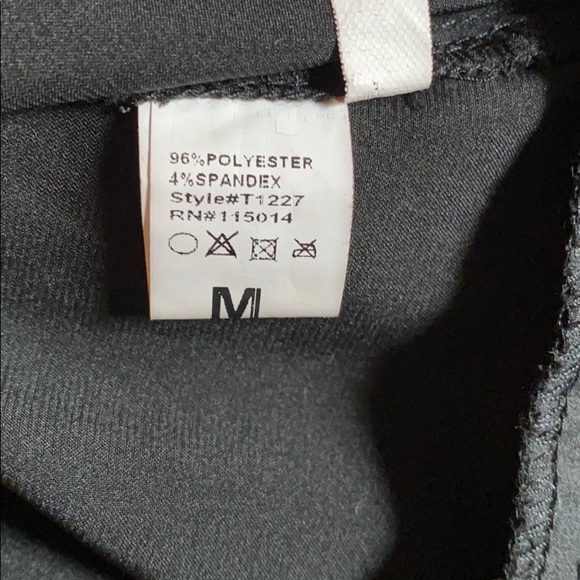 96%POLYESTER
4%SPANDEX
Style#T1227
RN#115014
M